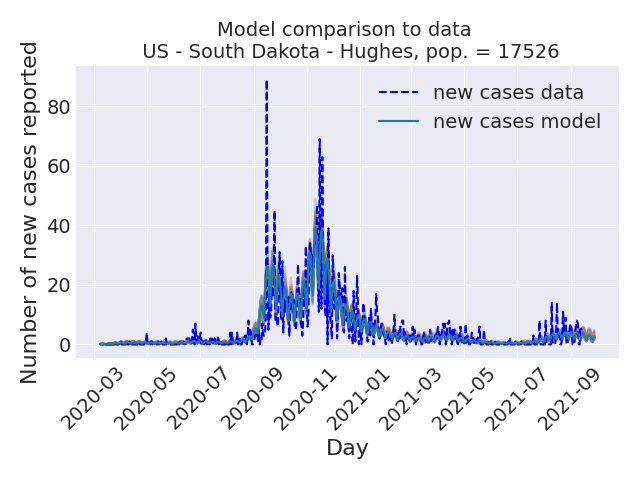 Model comparison to data
US - South Dakota - Hughes, pop. = 17526
Number of new cases reported
80
60
40
20
0
new cases data
new cases model
2020-03
2020-05
2020-07
2020-09
2020-11
2021-01
2021-03
2021-05
2021-07
2021-09
Day